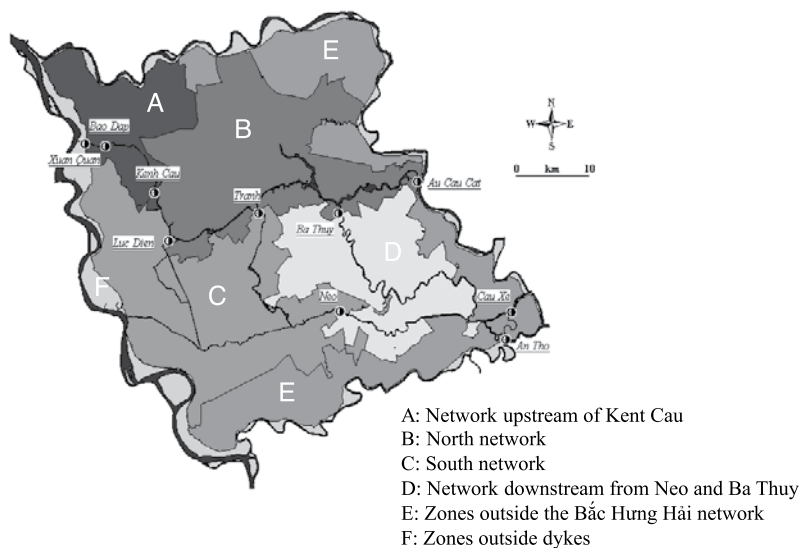 E
A
B
Bao Dap
Xuan Quan
Kenh Cau
N
W E
S
0 km 10
Au Cau Cat
Tranh
Ba Thuy
Luc Dien
D
F
C
Neo
Cau Xe
An Tho
E
A: Network upstream of Kent Cau
B: North network
C: South network
D: Network downstream from Neo and Ba Thuy
E: Zones outside the Bắc Hưng Hải network
F: Zones outside dykes